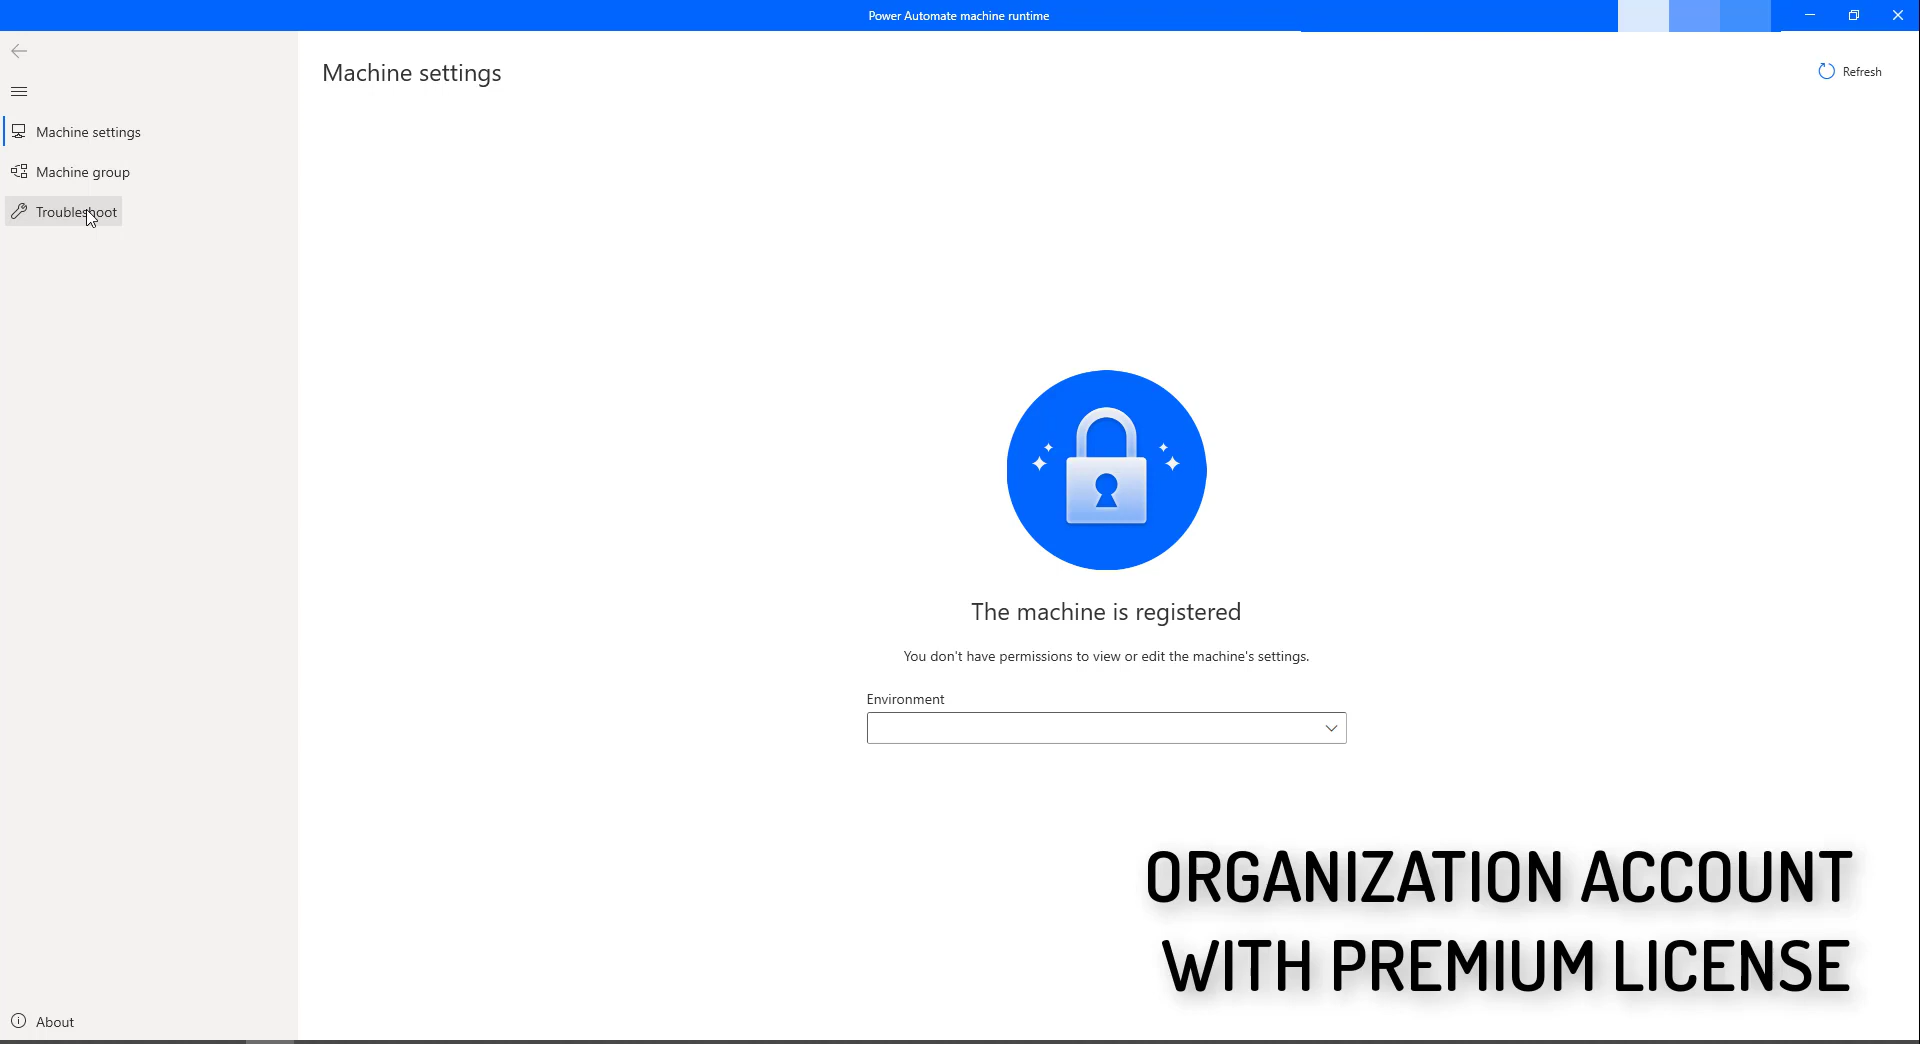 Power Automate machine runtime
Machine settings
Refresh
Machine settings
Machine group
Troubleshoot
The machine is registered
You don't have permissions to view or edit the machine's settings.
Environment
ORGANIZATION ACCOUNT
WITH PREMIUM LICENSE
About